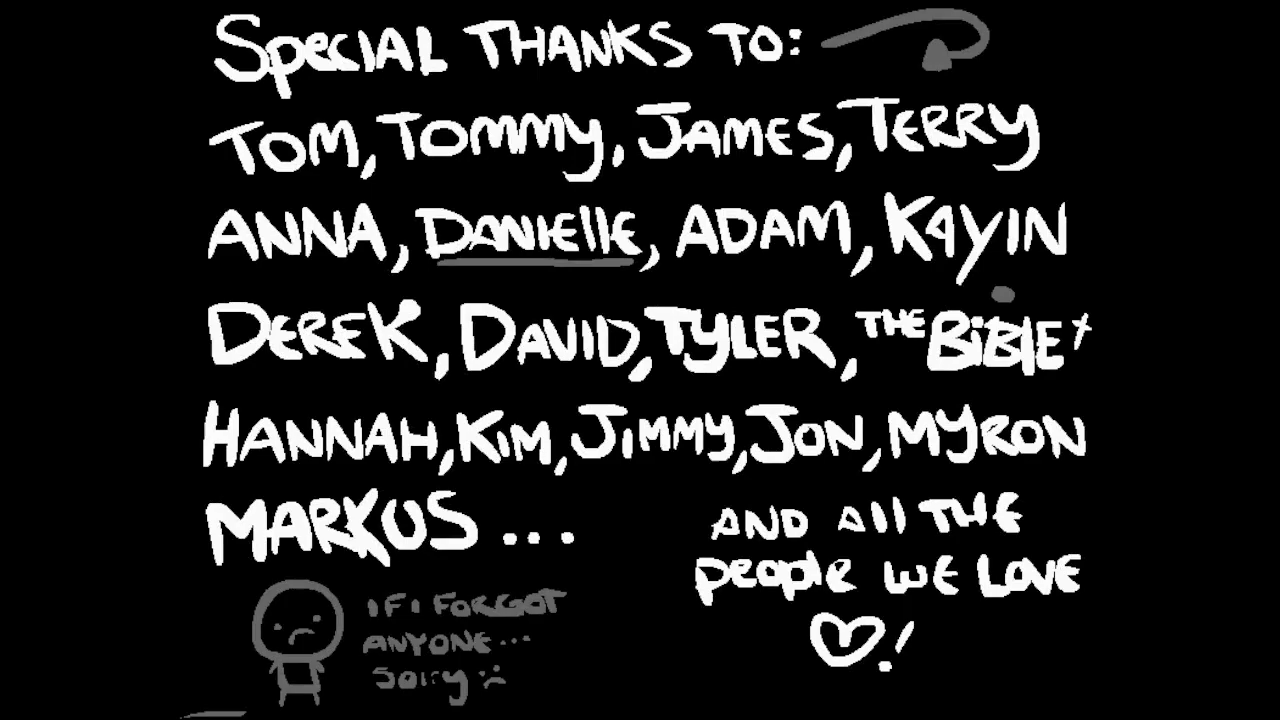 SPECIAL THANKS TO:
TOM, TOMMY, JAMES, TERRY
ANNA, DANIELLE, ADAM, KAYIN
DEREK, DAVID, TYLER, THE BiBLE+
HANNAH, KiM, JiMMY, JON, MYRON
MARKUS ...
AND All THE
people WE LOVE
♥!
IF I FORGOT
ANYONE...
Sorry :(